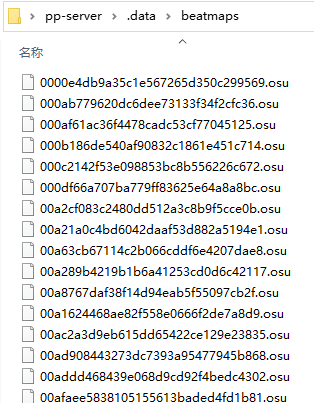 pp-server > .data > beatmaps
名称
0000e4db9a35c1e567265d350c299569.osu
000ab779620dc6dee73133f34f2cfc36.osu
000af61ac36f4478cadc53cf77045125.osu
000b186de540af90832c1861e451c714.osu
000c2142f53e098853bc8b556226c672.osu
000df66a707ba779ff83625e64a8a8bc.osu
00a2cf083c2480dd512a3c8b9f5cce0b.osu
00a21a0c4bd6042daaf53d882a5194e1.osu
00a63cb67114c2b066cddf6e4207dae8.osu
00a289b4219b1b6a41253cd0d6c42117.osu
00a8767daf38f14d94eab5f55097cb2f.osu
00a1624468ae82f558e0666f2de7a8d9.osu
00ac2a3d9eb615dd65422ce129e23835.osu
00ad908443273dc7393a95477945b868.osu
00addd468439e068d9cd92f4bedc4302.osu
00afaee5838105155613baded4fd1b81.osu